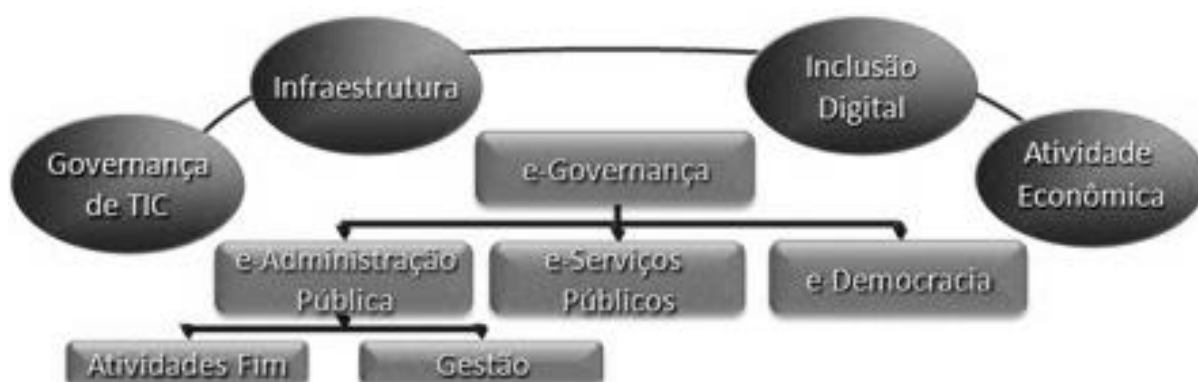 Infraestrutura
Inclusão
Digital
Governança
de TIC
Atividade
Econômica
e-Governança
e-Administração
Pública
e-Serviços
Públicos
e-Democracia
Atividades Fim
Gestão